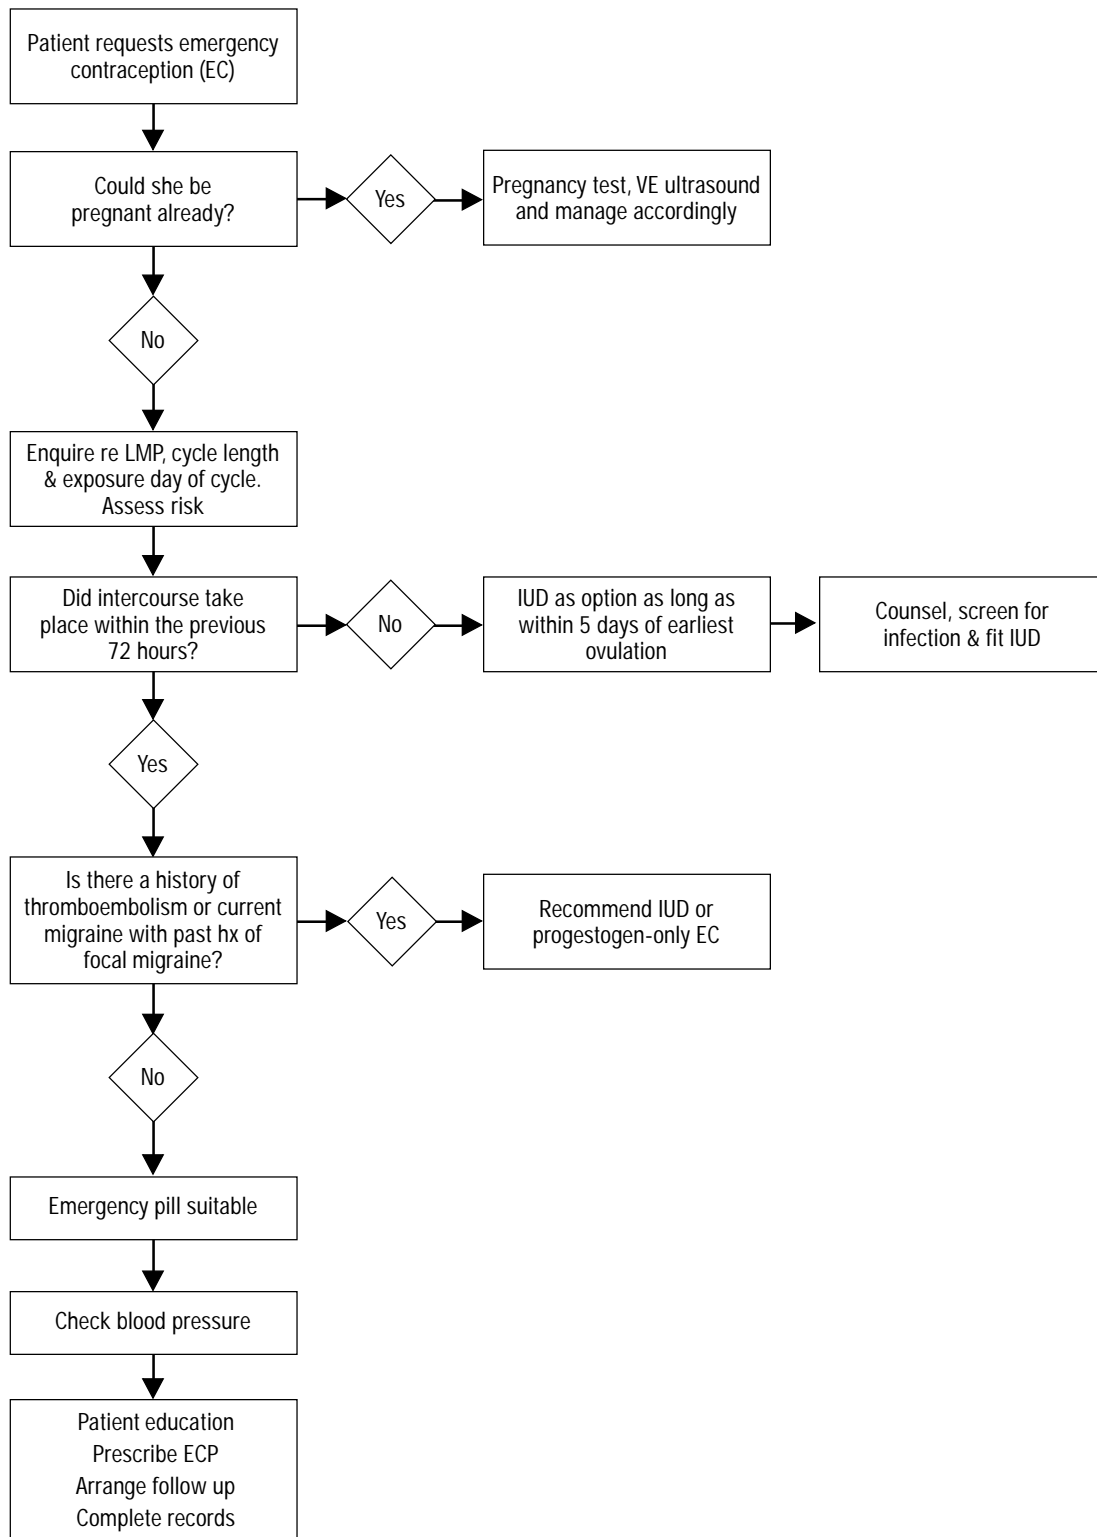 Patient requests emergency
contraception (EC)
Could she be
pregnant already?
Yes
Pregnancy test, VE ultrasound
and manage accordingly
No
Enquire re LMP, cycle length
& exposure day of cycle.
Assess risk
Did intercourse take
place within the previous
72 hours?
No
IUD as option as long as
within 5 days of earliest
ovulation
Counsel, screen for
infection & fit IUD
Yes
Is there a history of
thromboembolism or current
migraine with past hx of
focal migraine?
Yes
Recommend IUD or
progestogen-only EC
No
Emergency pill suitable
Check blood pressure
Patient education
Prescribe ECP
Arrange follow up
Complete records